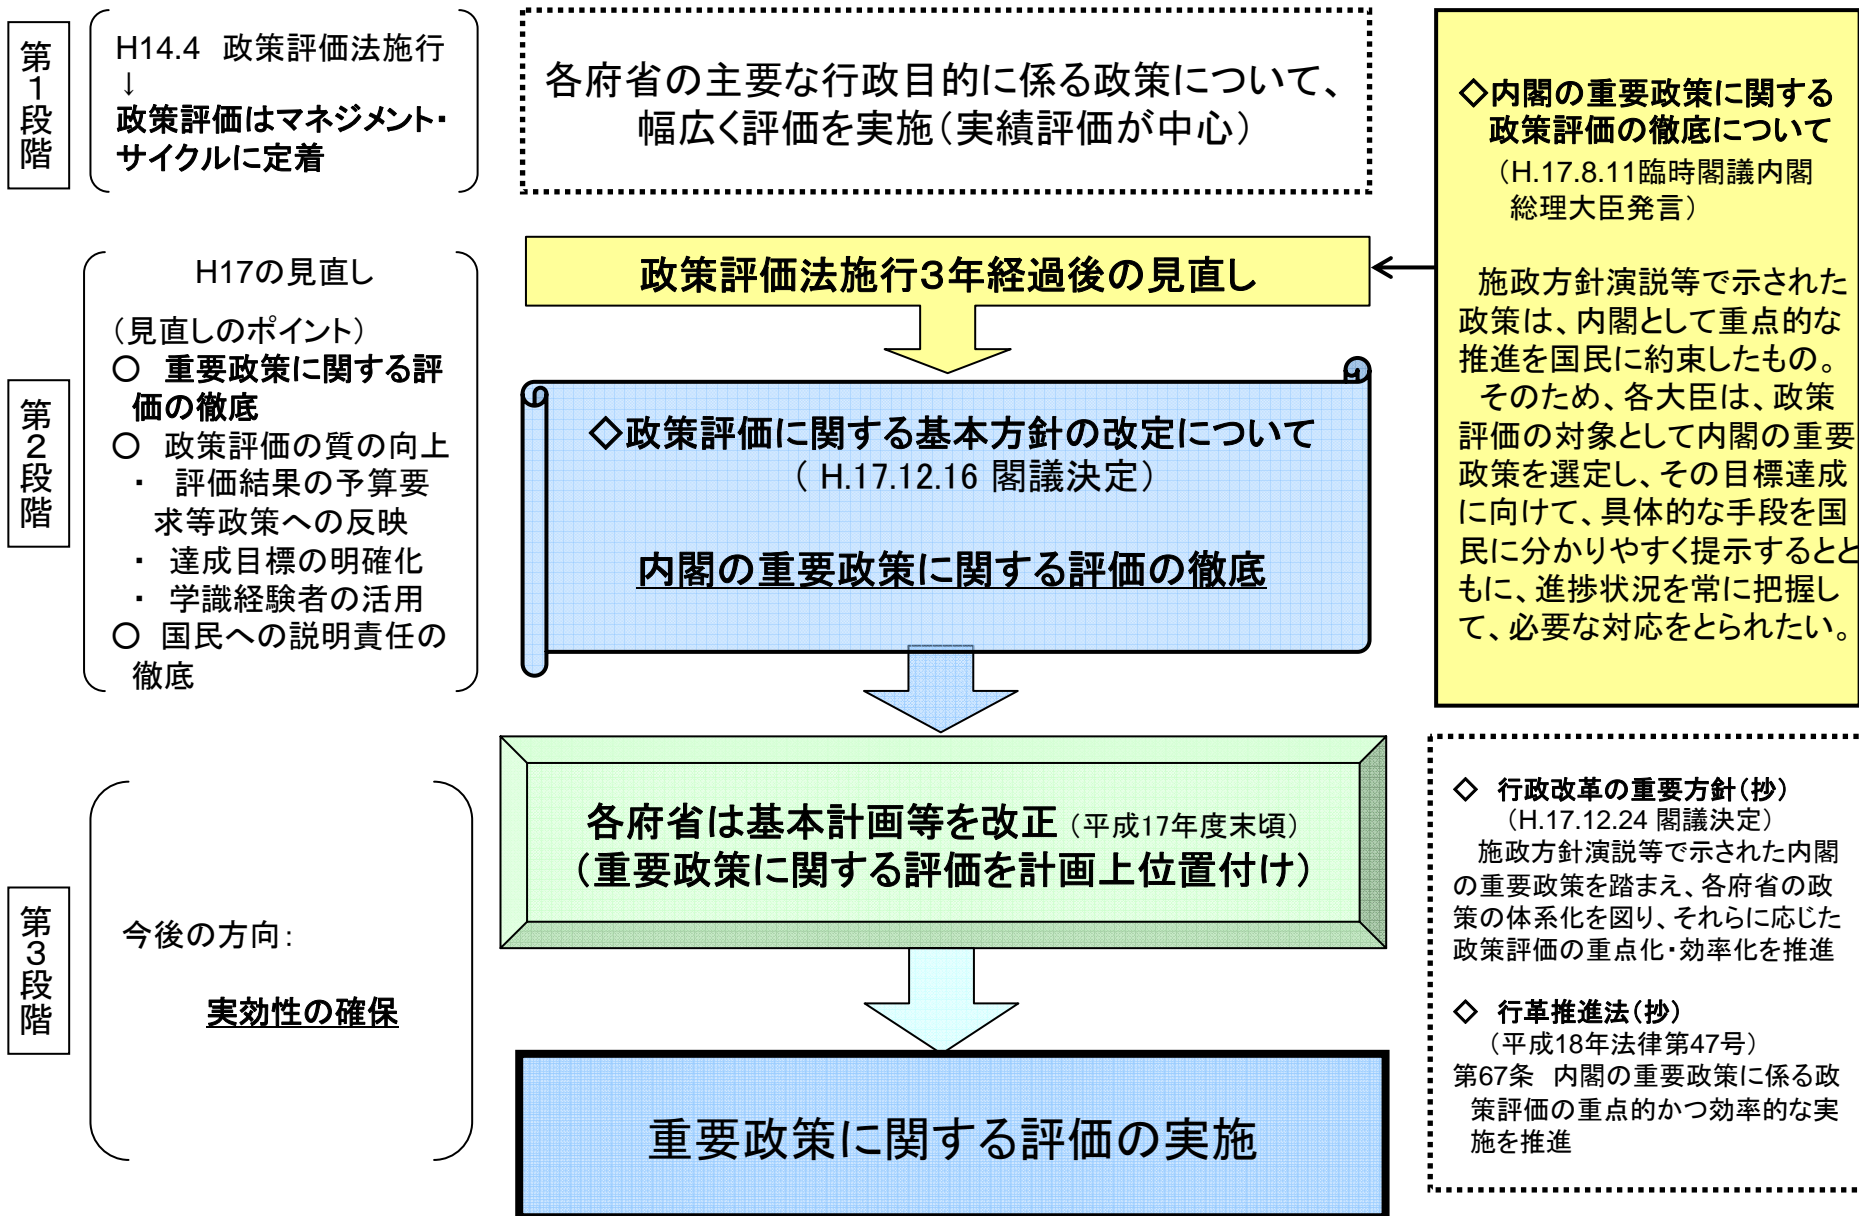 第1段階
H14.4 政策評価法施行
↓
政策評価はマネジメント・
サイクルに定着
各府省の主要な行政目的に係る政策について、
幅広く評価を実施(実績評価が中心)
◇内閣の重要政策に関する
政策評価の徹底について
(H.17.8.11臨時閣議内閣
総理大臣発言)
施政方針演説等で示された
政策は、内閣として重点的な
推進を国民に約束したもの。
そのため、各大臣は、政策
評価の対象として内閣の重要
政策を選定し、その目標達成
に向けて、具体的な手段を国
民に分かりやすく提示するとと
もに、進捗状況を常に把握し
て、必要な対応をとられたい。
第2段階
H17の見直し
(見直しのポイント)
○ 重要政策に関する評
価の徹底
○ 政策評価の質の向上
・ 評価結果の予算要
求等政策への反映
・ 達成目標の明確化
・ 学識経験者の活用
○ 国民への説明責任の
徹底
政策評価法施行3年経過後の見直し
◇政策評価に関する基本方針の改定について
( H.17.12.16 閣議決定)
内閣の重要政策に関する評価の徹底
第3段階
今後の方向:
実効性の確保
各府省は基本計画等を改正 (平成17年度末頃)
(重要政策に関する評価を計画上位置付け)
重要政策に関する評価の実施
◇ 行政改革の重要方針(抄)
(H.17.12.24 閣議決定)
施政方針演説等で示された内閣
の重要政策を踏まえ、各府省の政
策の体系化を図り、それらに応じた
政策評価の重点化・効率化を推進
◇ 行革推進法(抄)
(平成18年法律第47号)
第67条 内閣の重要政策に係る政
策評価の重点的かつ効率的な実
施を推進